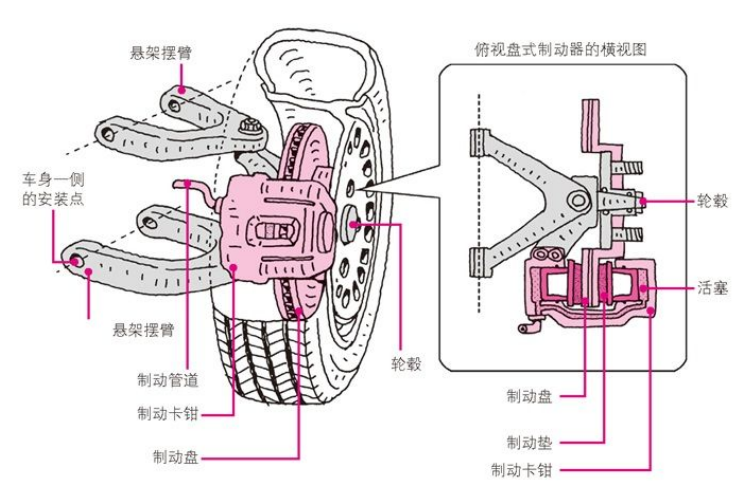 悬架摆臂
俯视盘式制动器的横视图
车身一侧
的安装点
轮毂
活塞
悬架摆臂
轮毂
制动管道
制动盘
制动卡钳
制动垫
制动盘
制动卡钳